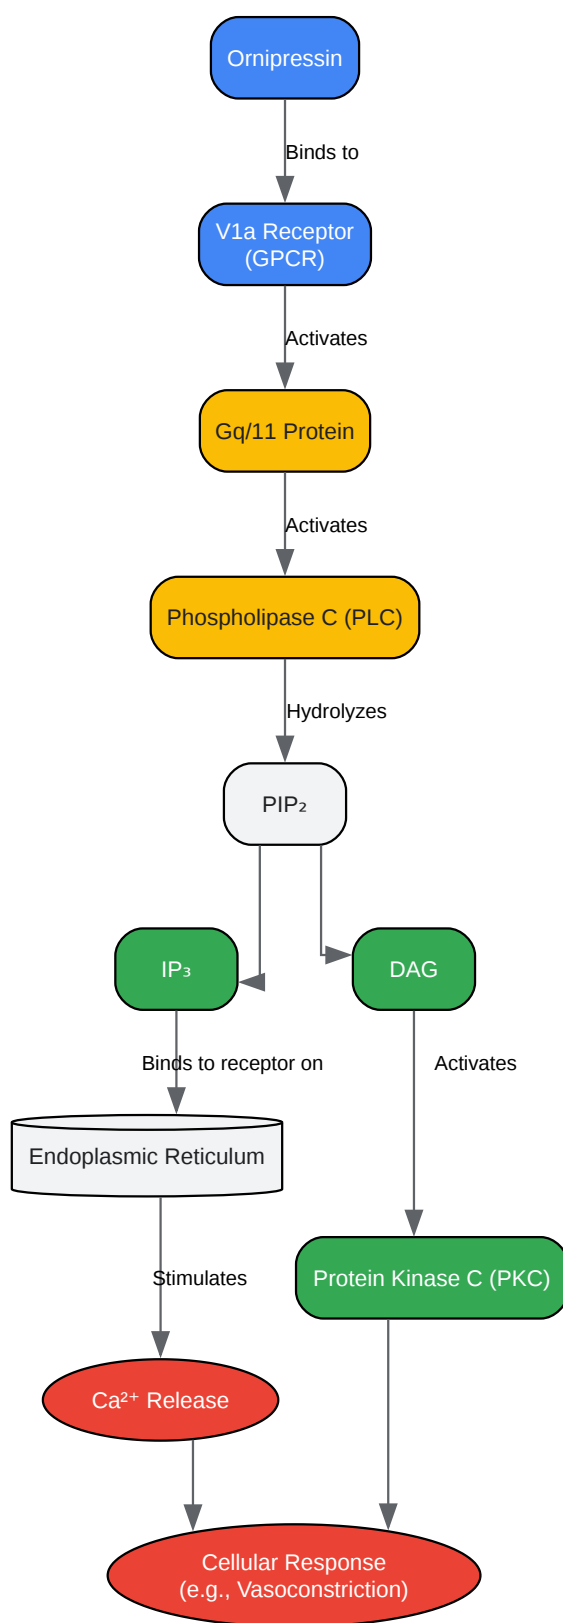 Ornipressin
Binds to
V1a Receptor
(GPCR)
Activates
Gq/11 Protein
Activates
Phospholipase C (PLC)
Hydrolyzes
PIP₂
IP₃
DAG
Binds to receptor on
Activates
Endoplasmic Reticulum
Stimulates
Protein Kinase C (PKC)
Ca²⁺ Release
Cellular Response
(e.g., Vasoconstriction)